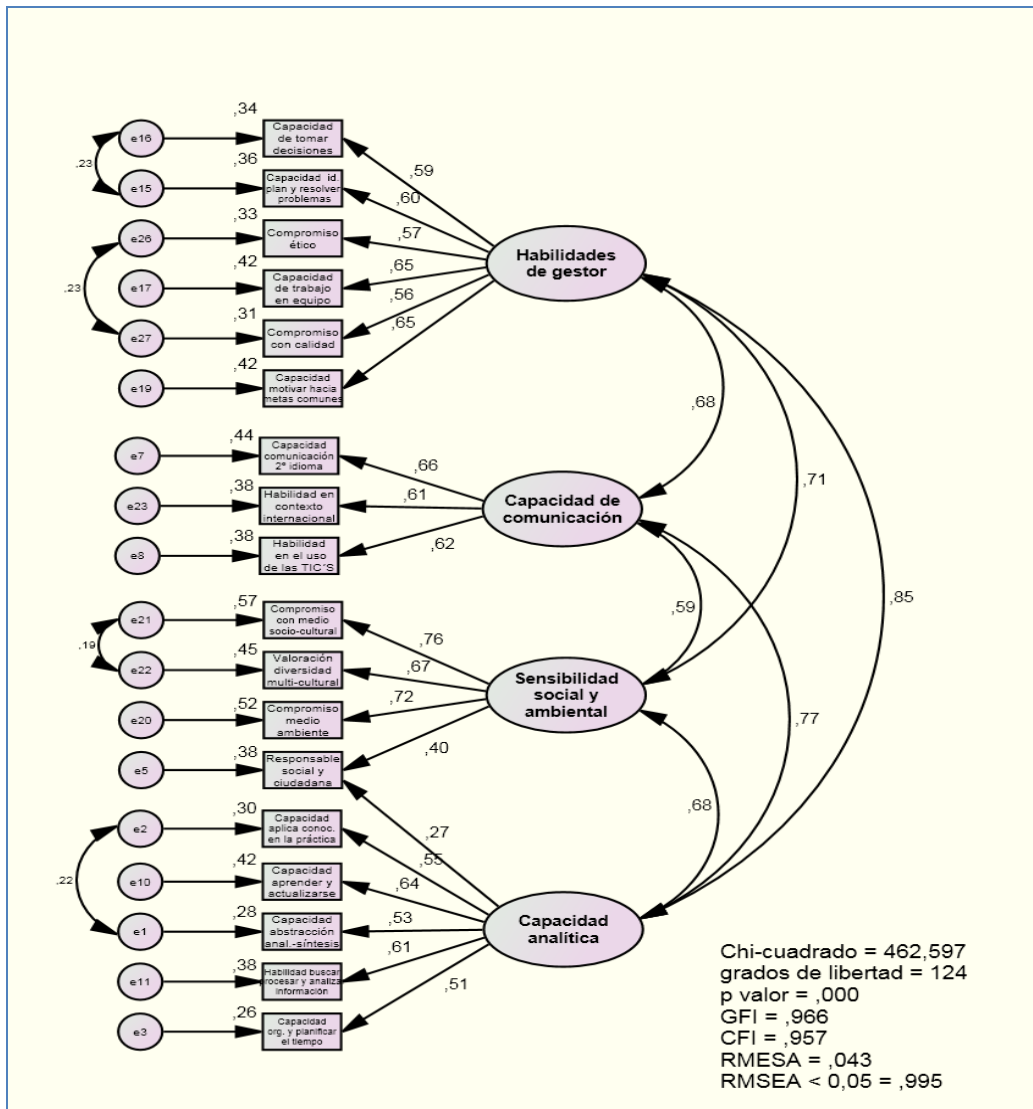 ,34
e16
Capacidad
de tomar
decisiones
,59
,23
,36
e15
Capacidad id.
plan y resolver
problemas
,60
,33
e26
Compromiso
ético
,57
Habilidades
de gestor
,42
e17
Capacidad
de trabajo
en equipo
,65
,23
,31
e27
Compromiso
con calidad
,56
,42
e19
Capacidad
motivar hacia
metas comunes
,65
,68
,71
,85
,44
e7
Capacidad
comunicación
2º idioma
,66
,38
e23
Habilidad en
contexto
internacional
,61
Capacidad de
comunicación
,38
e8
Habilidad
en el uso
de las TIC´S
,62
,59
,77
,57
e21
Compromiso
con medio
socio-cultural
,76
,19
,45
e22
Valoración
diversidad
multi-cultural
,67
Sensibilidad
social y
ambiental
,52
e20
Compromiso
medio
ambiente
,72
,38
e5
Responsable
social y
ciudadana
,40
,68
,27
,30
e2
Capacidad
aplica conoc.
en la práctica
,55
,22
,42
e10
Capacidad
aprender y
actualizarse
,64
,28
e1
Capacidad
abstracción
anal.-síntesis
,53
Capacidad
analítica
,38
e11
Habilidad buscar
procesar y analiza
información
,61
,26
e3
Capacidad
org. y planificar
el tiempo
,51
Chi-cuadrado = 462,597
grados de libertad = 124
p valor = ,000
GFI = ,966
CFI = ,957
RMESA = ,043
RMSEA < 0,05 = ,995